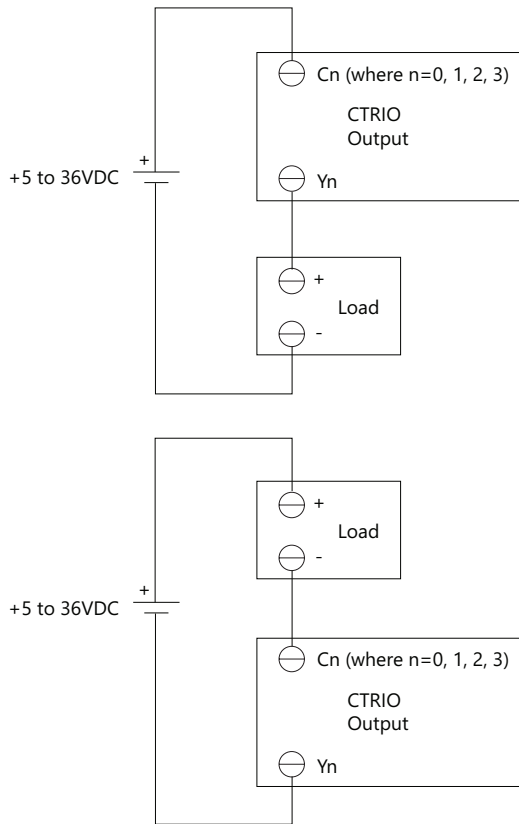 Cn (where n=0, 1, 2, 3)
CTRIO
Output
+
+5 to 36VDC
Yn
+
Load
-
+
Load
-
+
+5 to 36VDC
Cn (where n=0, 1, 2, 3)
CTRIO
Output
Yn